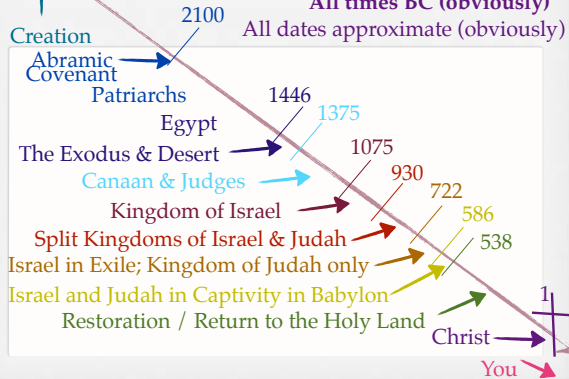 All times BC (obviously)
All dates approximate (obviously)
2100
Creation
Abramic
Covenant
Patriarchs
1446
Egypt
1375
The Exodus & Desert
1075
Canaan & Judges
930
Kingdom of Israel
722
586
Split Kingdoms of Israel & Judah
538
Israel in Exile; Kingdom of Judah only
Israel and Judah in Captivity in Babylon
1
Restoration / Return to the Holy Land
Christ
You